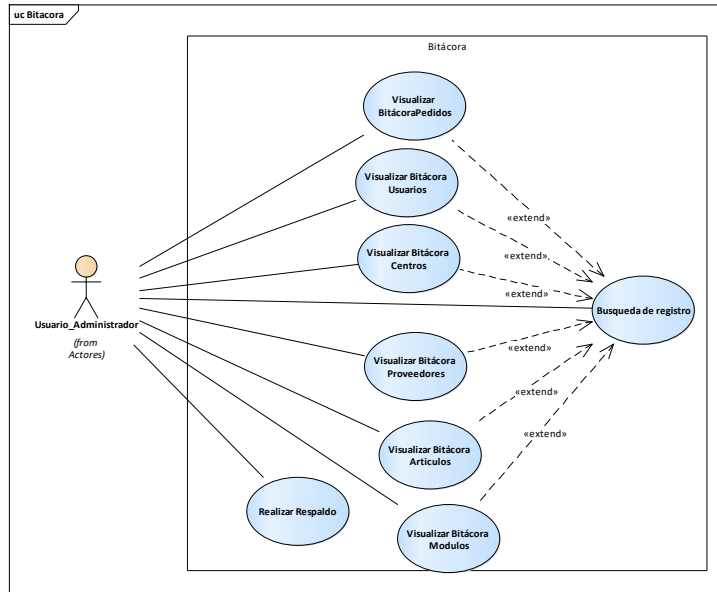 uc Bitacora
Bitácora
Visualizar
BitácoraPedidos
Visualizar Bitácora
Usuarios
«extend»
Visualizar Bitácora
Centros
«extend»
«extend»
Busqueda de registro
Usuario_Administrador
(from
Actores)
Visualizar Bitácora
Proveedores
«extend»
«extend»
Visualizar Bitácora
Articulos
«extend»
Realizar Respaldo
Visualizar Bitácora
Modulos